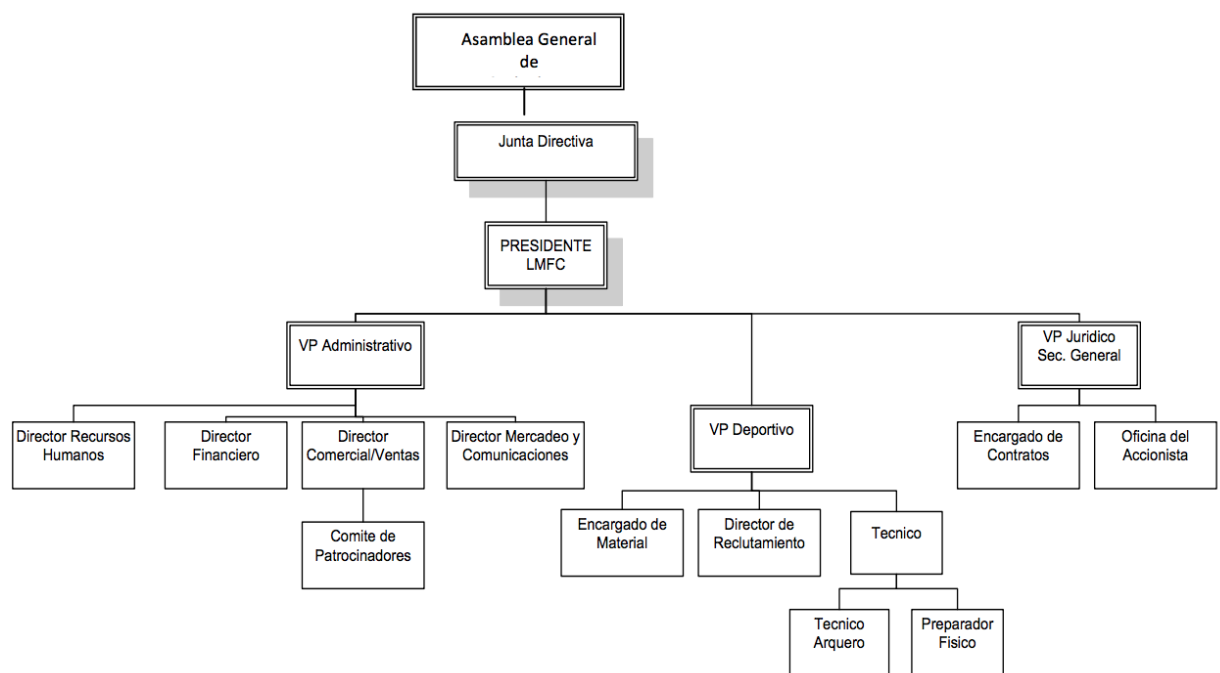 Asamblea General
de
Junta Directiva
PRESIDENTE
LMFC
VP Administrativo
VP Juridico
Sec. General
VP Deportivo
Director Recursos
Humanos
Director
Financiero
Director
Comercial/Ventas
Director Mercadeo y
Comunicaciones
Encargado de
Contratos
Oficina del
Accionista
Comite de
Patrocinadores
Encargado de
Material
Director de
Reclutamiento
Tecnico
Tecnico
Arquero
Preparador
Fisico